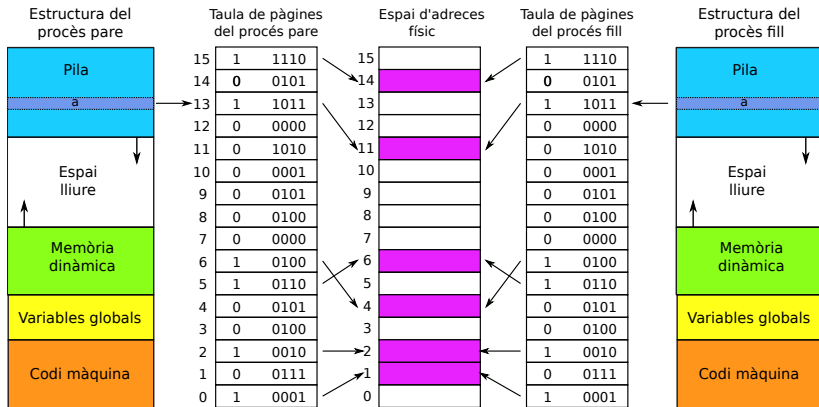 Estructura del
procès pare
Taula de pàgines
del procés pare
Espai d'adreces
físic
Taula de pàgines
del procés fill
Estructura del
procès fill
Pila
a
Espai
lliure
Memòria
dinàmica
Variables globals
Codi màquina
15 1 1110
14 0 0101
13 1 1011
12 0 0000
11 0 1010
10 0 0001
9 0 0101
8 0 0100
7 0 0000
6 1 0100
5 1 0110
4 0 0101
3 0 0100
2 1 0010
1 0 0111
0 1 0001
15
14
13
12
11
10
9
8
7
6
5
4
3
2
1
0
1 1110
0 0101
1 1011
0 0000
0 1010
0 0001
0 0101
0 0100
0 0000
1 0100
1 0110
0 0101
0 0100
1 0010
0 0111
1 0001
Pila
a
Espai
lliure
Memòria
dinàmica
Variables globals
Codi màquina